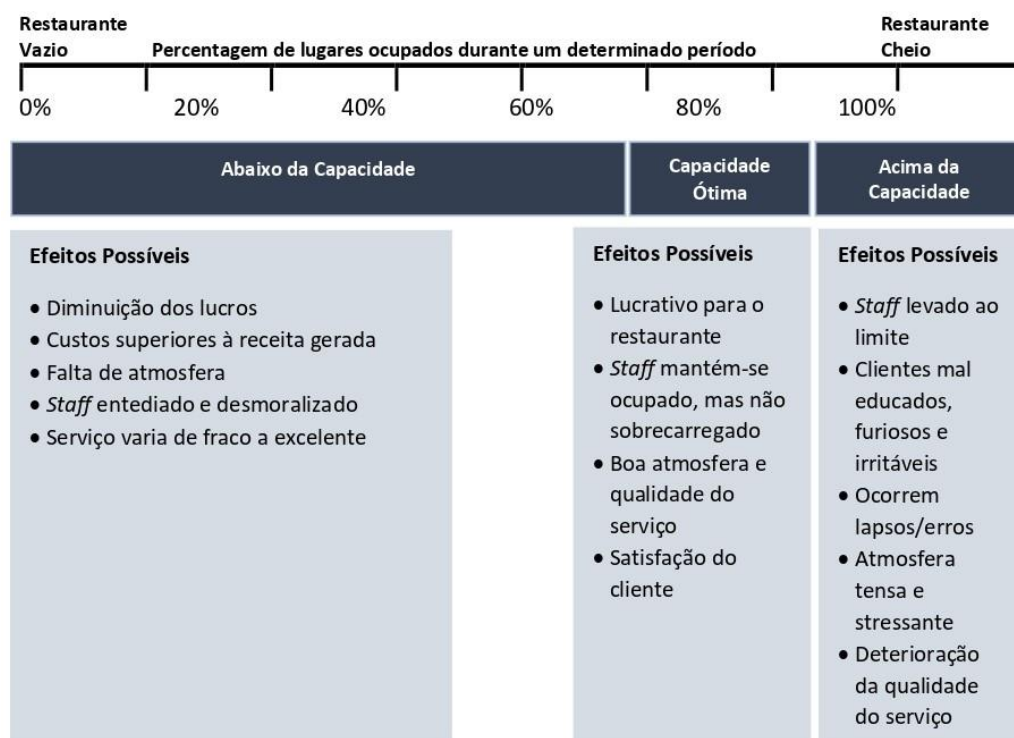 Restaurante
Vazio
Percentagem de lugares ocupados durante um determinado período
Restaurante
Cheio
0%
20%
40%
60%
80%
100%
Abaixo da Capacidade
Capacidade
Ótima
Acima da
Capacidade
Efeitos Possíveis
• Diminuição dos lucros
• Custos superiores à receita gerada
• Falta de atmosfera
• Staff entediado e desmoralizado
• Serviço varia de fraco a excelente
Efeitos Possíveis
• Lucrativo para o
restaurante
• Staff mantém-se
ocupado, mas não
sobrecarregado
• Boa atmosfera e
qualidade do
serviço
• Satisfação do
cliente
Efeitos Possíveis
• Staff levado ao
limite
• Clientes mal
educados,
furiosos e
irritáveis
• Ocorrem
lapsos/erros
• Atmosfera
tensa e
stressante
• Deterioração
da qualidade
do serviço